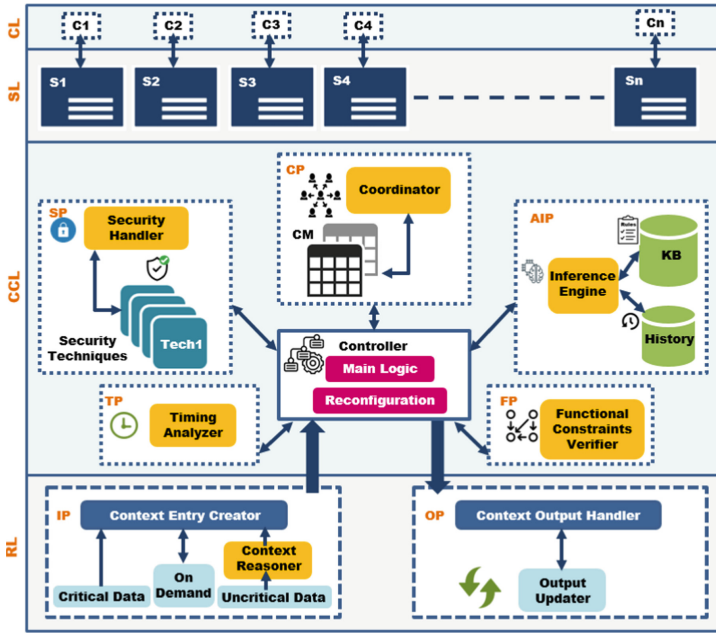 CL
C1
C2
C3
C4
Cn
SL
S1
S2
S3
S4
Sn
CCL
CP
Coordinator
CM
SP
Security
Handler
Security
Techniques
Tech1
AIP
Rules
KB
Inference
Engine
History
Controller
Main Logic
Reconfiguration
TP
Timing
Analyzer
FP
Functional
Constraints
Verifier
RL
IP
Context Entry Creator
Context
Reasoner
On
Demand
Critical Data
Uncritical Data
OP
Context Output Handler
Output
Updater